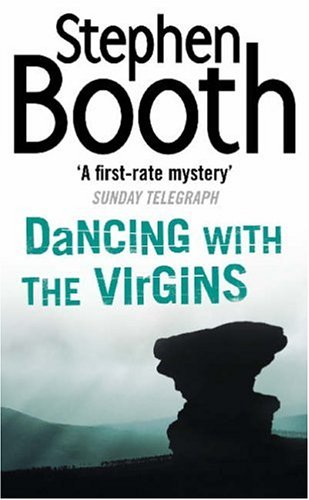 Stephen
Booth
'A first-rate mystery'
SUNDAY TELEGRAPH
DaNCING WITH
THE VIrGINS